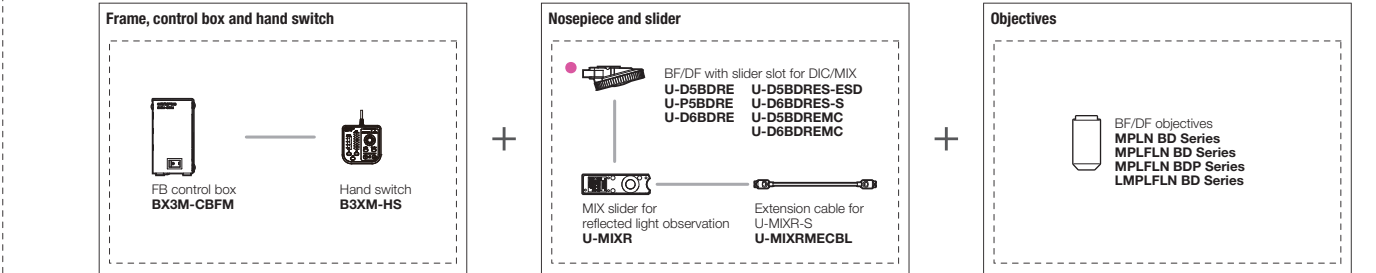 Frame, control box and hand switch
FB control box
BX3M-CBFM
Hand switch
B3XM-HS
+
Nosepiece and slider
BF/DF with slider slot for DIC/MIX
U-D5BDRE U-D5BDRES-ESD
U-P5BDRE U-D6BDRES-S
U-D6BDRE U-D5BDREMC
U-D6BDREMC
MIX slider for
reflected light observation
U-MIXR
Extension cable for
U-MIXR-S
U-MIXRMECBL
+
Objectives
BF/DF objectives
MPLN BD Series
MPLFLN BD Series
MPLFLN BDP Series
LMPLFLN BD Series